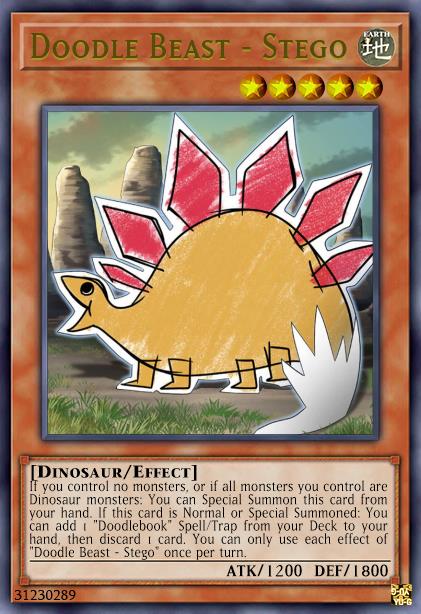 Doodle Beast - Stego
EARTH
地
[Dinosaur/Effect]
If you control no monsters, or if all monsters you control are
Dinosaur monsters: You can Special Summon this card from
your hand. If this card is Normal or Special Summoned: You
can add 1 "Doodlebook" Spell/Trap from your Deck to your
hand, then discard 1 card. You can only use each effect of
"Doodle Beast - Stego" once per turn.
ATK/1200 DEF/1800
31230289